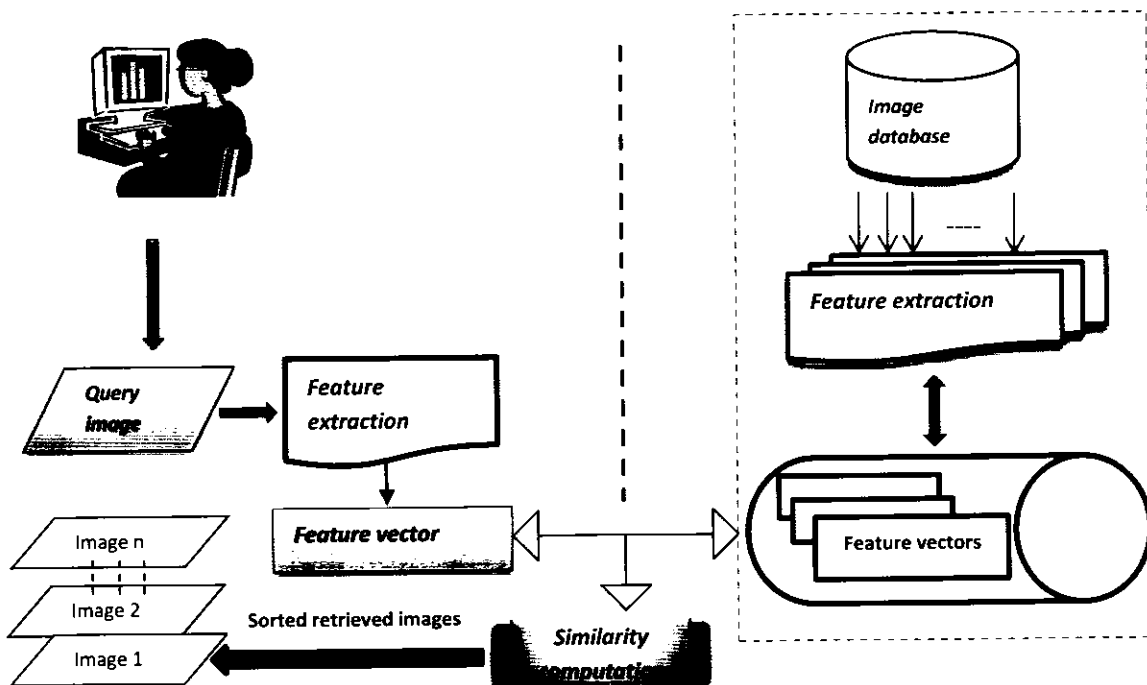 Image
database
Feature extraction
Query
image
Feature
extraction
Feature vector
Feature vectors
Image n
Image 2
Image 1
Sorted retrieved images
Similarity
computation